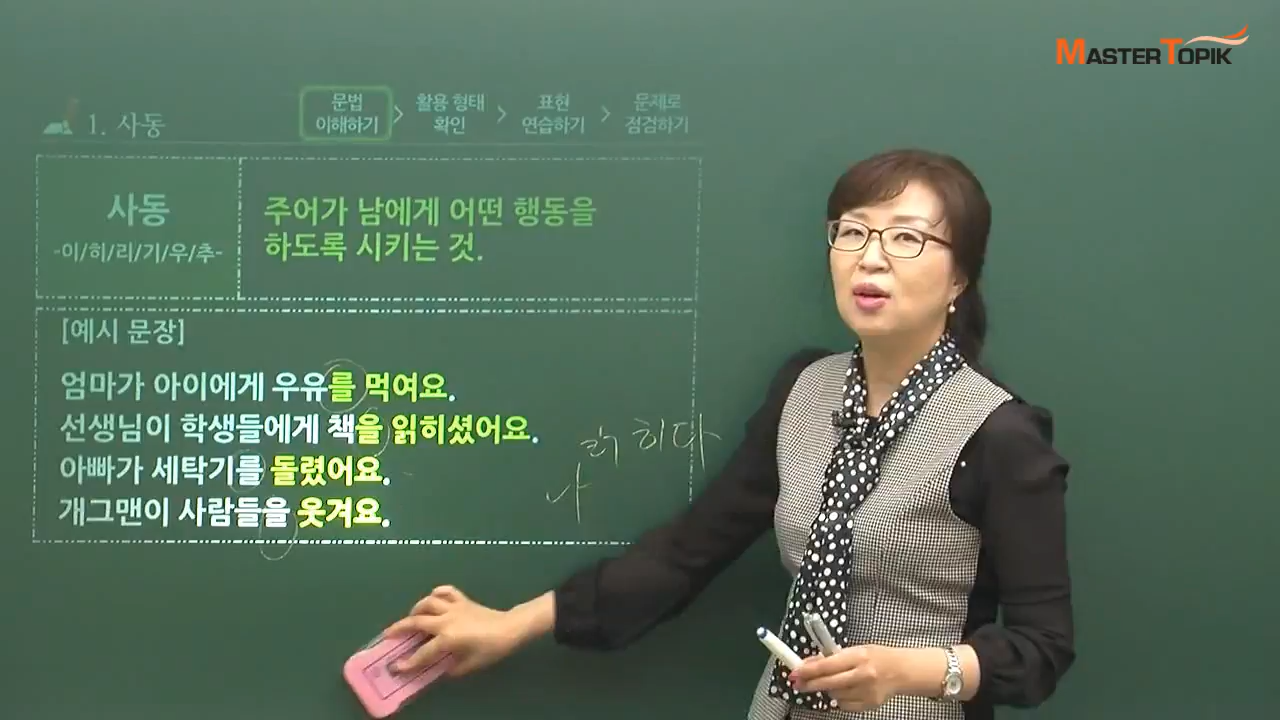 MASTER TOPIK
1. 사동
문법 이해하기 > 활용 형태 확인 > 표현 연습하기 > 문제로 점검하기
사동
-이/히/리/기/우/추-
주어가 남에게 어떤 행동을
하도록 시키는 것.
[예시 문장]
엄마가 아이에게 우유를 먹여요.
선생님이 학생들에게 책을 읽히셨어요.
아빠가 세탁기를 돌렸어요.
개그맨이 사람들을 웃겨요.
히다